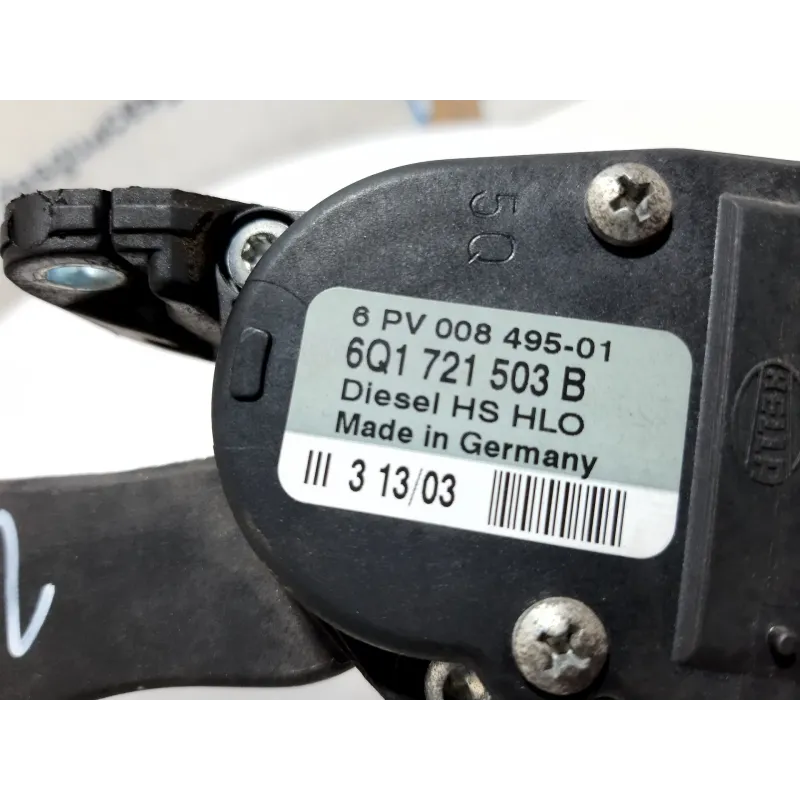 5Q
6 PV 008 495-01
6Q1 721 503 B
Diesel HS HLO
Made in Germany
III 3 13/03
HELLA